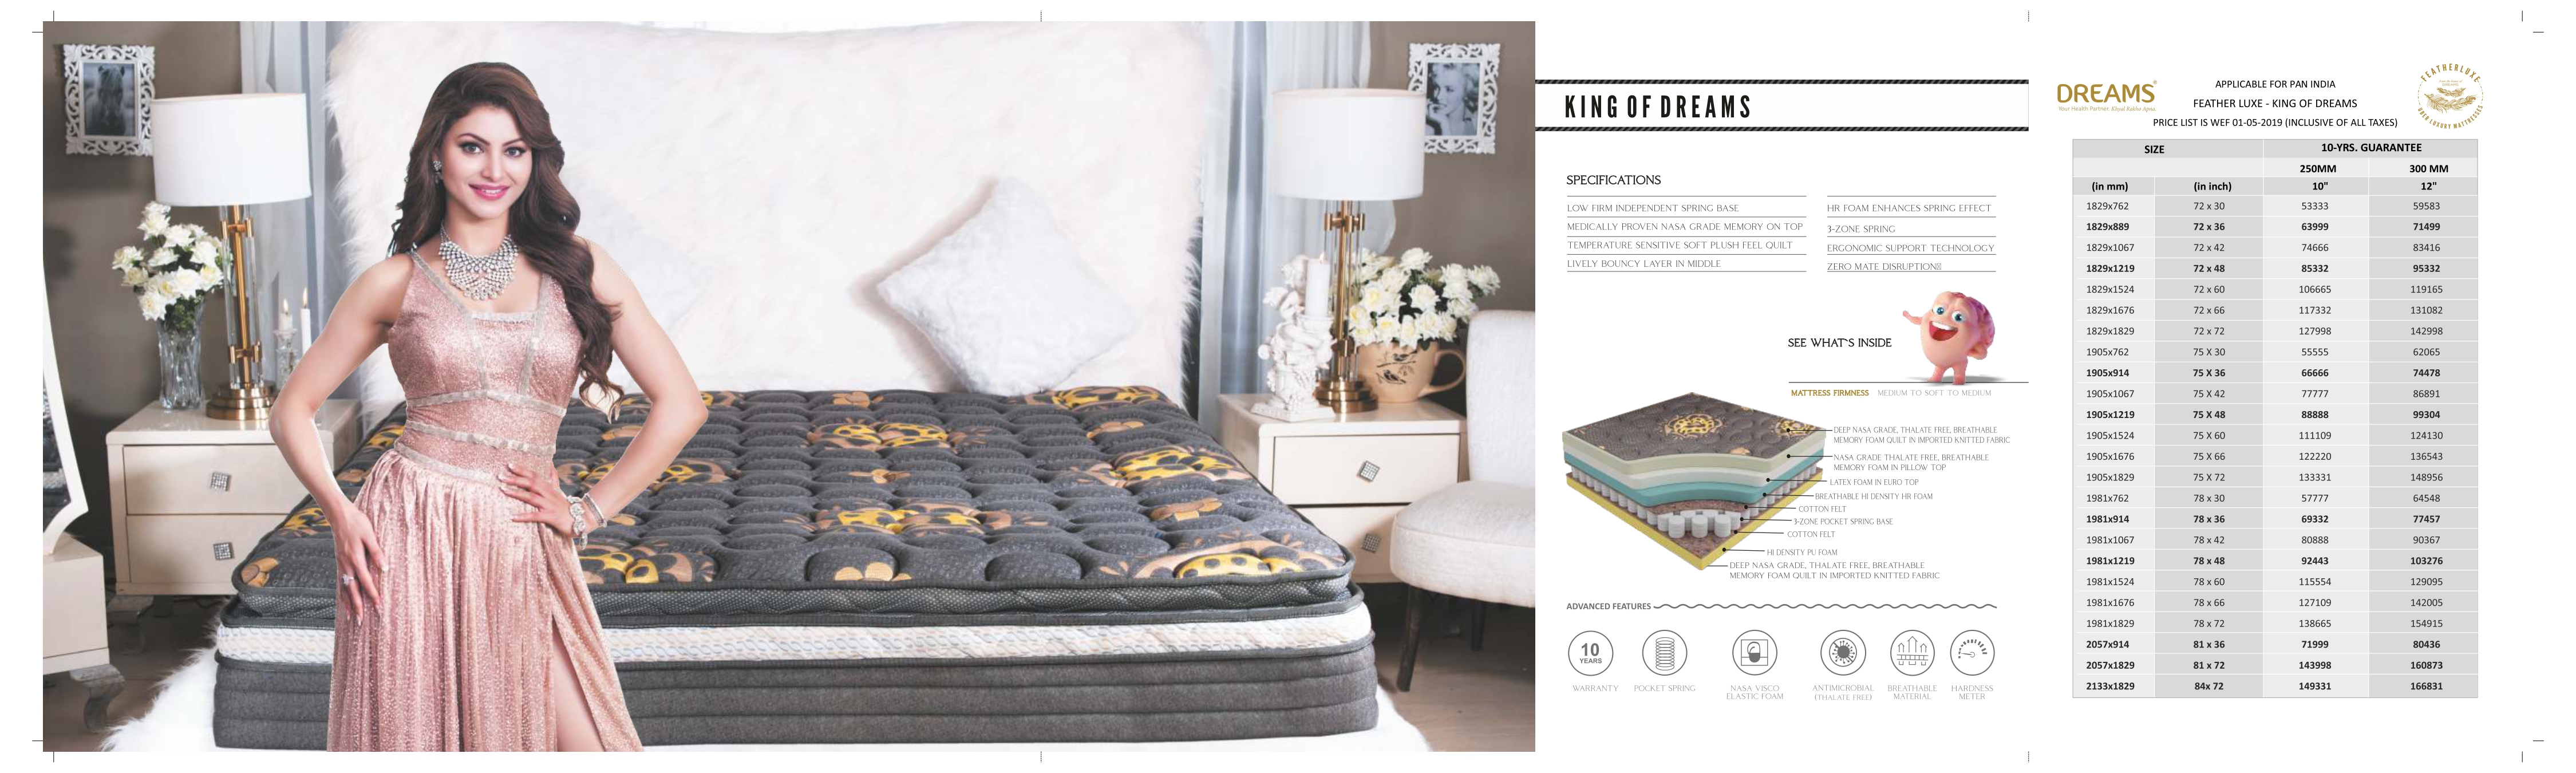 KING OF DREAMS
SPECIFICATIONS
LOW FIRM INDEPENDENT SPRING BASE
MEDICALLY PROVEN NASA GRADE MEMORY ON TOP
TEMPERATURE SENSITIVE SOFT PLUSH FEEL QUILT
LIVELY BOUNCY LAYER IN MIDDLE
HR FOAM ENHANCES SPRING EFFECT
3-ZONE SPRING
ERGONOMIC SUPPORT TECHNOLOGY
ZERO MATE DISRUPTION
SEE WHAT`S INSIDE
MATTRESS FIRMNESS MEDIUM TO SOFT TO MEDIUM
DEEP NASA GRADE, THALATE FREE, BREATHABLE
MEMORY FOAM QUILT IN IMPORTED KNITTED FABRIC
NASA GRADE THALATE FREE, BREATHABLE
MEMORY FOAM IN PILLOW TOP
LATEX FOAM IN EURO TOP
BREATHABLE HI DENSITY HR FOAM
COTTON FELT
3-ZONE POCKET SPRING BASE
COTTON FELT
HI DENSITY PU FOAM
DEEP NASA GRADE, THALATE FREE, BREATHABLE
MEMORY FOAM QUILT IN IMPORTED KNITTED FABRIC
ADVANCED FEATURES
10
YEARS
WARRANTY
POCKET SPRING
NASA VISCO
ELASTIC FOAM
ANTIMICROBIAL
(THALATE FREE)
BREATHABLE
MATERIAL
HARDNESS
METER
DREAMS®
Your Health Partner. Khyal Rakhe Apna.
APPLICABLE FOR PAN INDIA
FEATHER LUXE - KING OF DREAMS
PRICE LIST IS WEF 01-05-2019 (INCLUSIVE OF ALL TAXES)
FEATHERLUXE
LUXURY MATTRESSES
SIZE 10-YRS. GUARANTEE
250MM 300 MM
(in mm) (in inch) 10" 12"
1829x762 72 x 30 53333 59583
1829x889 72 x 36 63999 71499
1829x1067 72 x 42 74666 83416
1829x1219 72 x 48 85332 95332
1829x1524 72 x 60 106665 119165
1829x1676 72 x 66 117332 131082
1829x1829 72 x 72 127998 142998
1905x762 75 X 30 55555 62065
1905x914 75 X 36 66666 74478
1905x1067 75 X 42 77777 86891
1905x1219 75 X 48 88888 99304
1905x1524 75 X 60 111109 124130
1905x1676 75 X 66 122220 136543
1905x1829 75 X 72 133331 148956
1981x762 78 x 30 57777 64548
1981x914 78 x 36 69332 77457
1981x1067 78 x 42 80888 90367
1981x1219 78 x 48 92443 103276
1981x1524 78 x 60 115554 129095
1981x1676 78 x 66 127109 142005
1981x1829 78 x 72 138665 154915
2057x914 81 x 36 71999 80436
2057x1829 81 x 72 143998 160873
2133x1829 84x 72 149331 166831